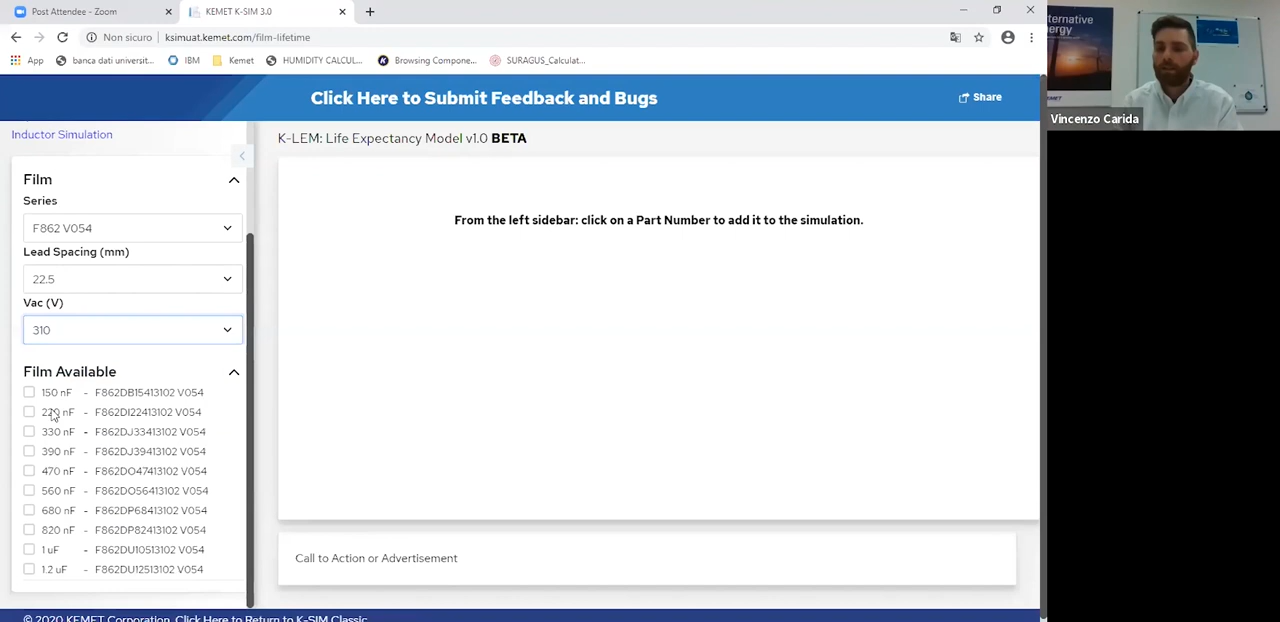 Post Attendee - Zoom
KEMET K-SIM 3.0
Non sicuro
ksimuat.kemet.com/film-lifetime
App
banca dati universit...
IBM
Kemet
HUMIDITY CALCUL...
Browsing Compone...
SURAGUS_Calculat...
Click Here to Submit Feedback and Bugs
Share
Inductor Simulation
K-LEM: Life Expectancy Model v1.0 BETA
Film
Series
F862 V054
Lead Spacing (mm)
22.5
Vac (V)
310
Film Available
150 nF - F862DB15413102 V054
220 nF - F862DI22413102 V054
330 nF - F862DJ33413102 V054
390 nF - F862DJ39413102 V054
470 nF - F862DO47413102 V054
560 nF - F862DO56413102 V054
680 nF - F862DP68413102 V054
820 nF - F862DP82413102 V054
1 uF - F862DU10513102 V054
1.2 uF - F862DU12513102 V054
From the left sidebar: click on a Part Number to add it to the simulation.
Call to Action or Advertisement
© 2020 KEMET Corporation. Click Here to Return to K-SIM Classic
ternative
ergy
Vincenzo Carida